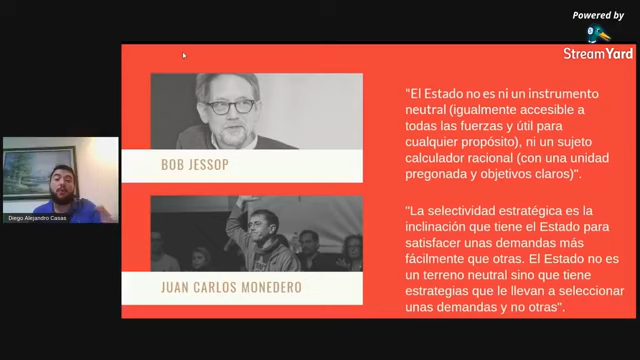 Powered by
StreamYard
"El Estado no es ni un instrumento
neutral (igualmente accesible a
todas las fuerzas y útil para
cualquier propósito), ni un sujeto
calculador racional (con una unidad
pregonada y objetivos claros)".
BOB JESSOP
Diego Alejandro Casas
"La selectividad estratégica es la
inclinación que tiene el Estado para
satisfacer unas demandas más
fácilmente que otras. El Estado no es
un terreno neutral sino que tiene
estrategias que le llevan a seleccionar
unas demandas y no otras".
JUAN CARLOS MONEDERO